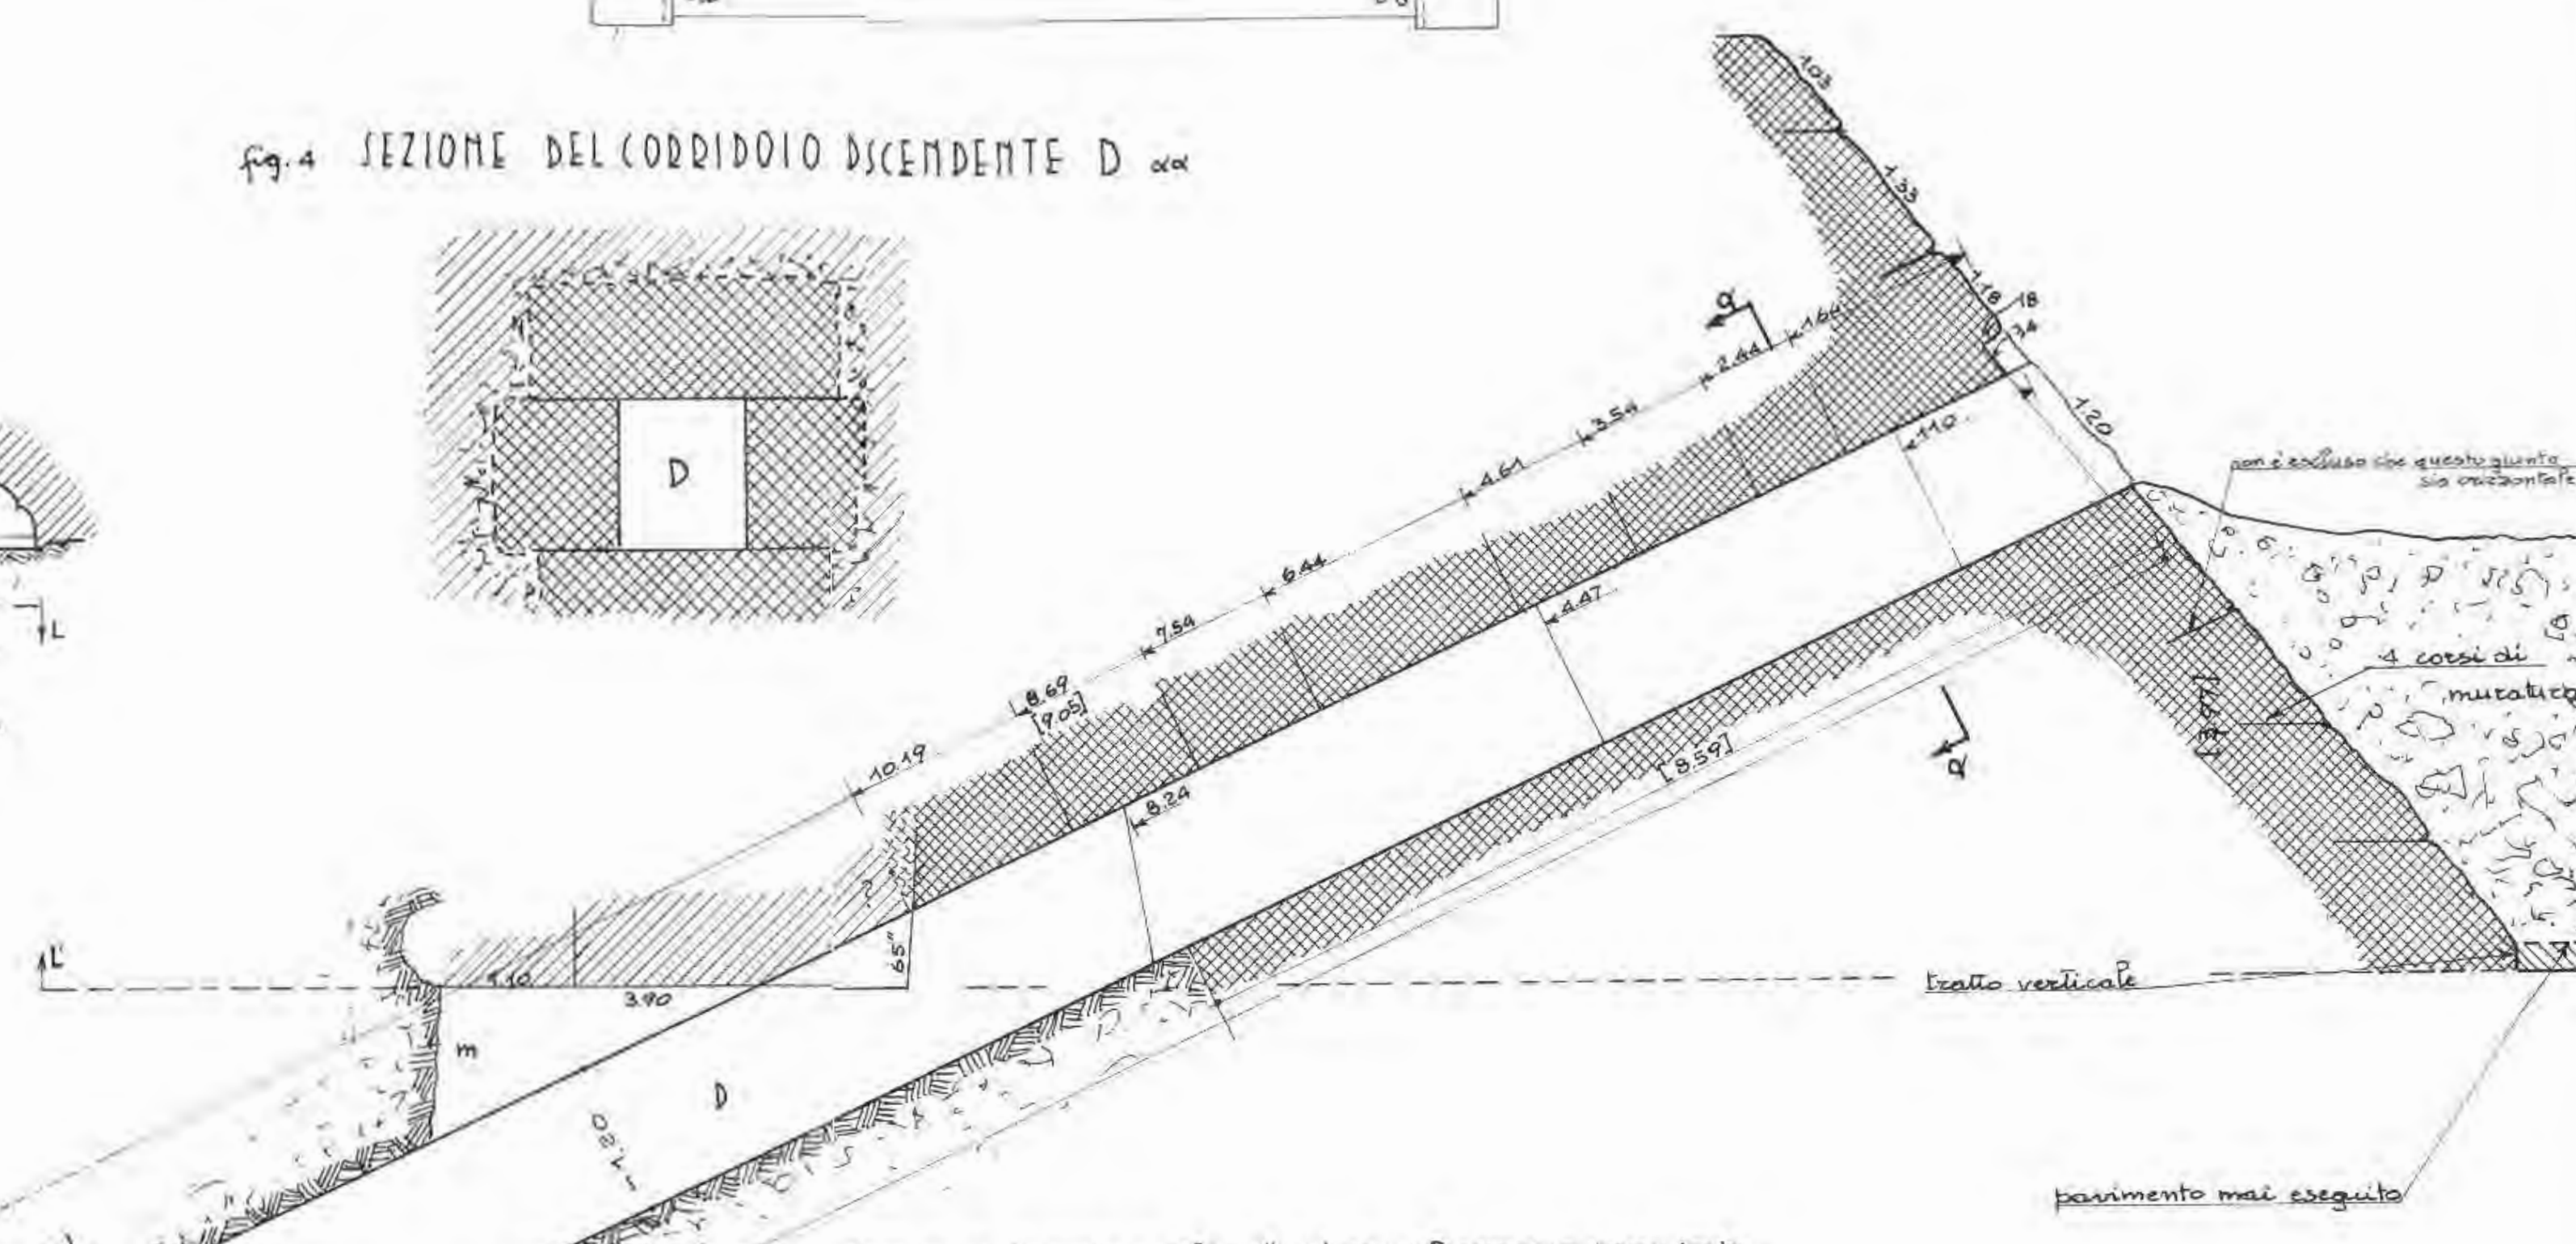 fig. 4 SEZIONE DEL CORRIDOIO DSCENDENTE D αα
D
L
L'
103
1.33
1.18
18
34
1.20
α
1.64
2.44
3.54
4.61
6.44
7.54
8.69
[9.05]
10.19
110
4.47
8.24
[8.59]
α
non è escluso che questo giunto
sia orizzontale
4 corsi di
muratura
65"
1.10
3.90
m
D
1.20
tratto verticale
pavimento mai eseguito